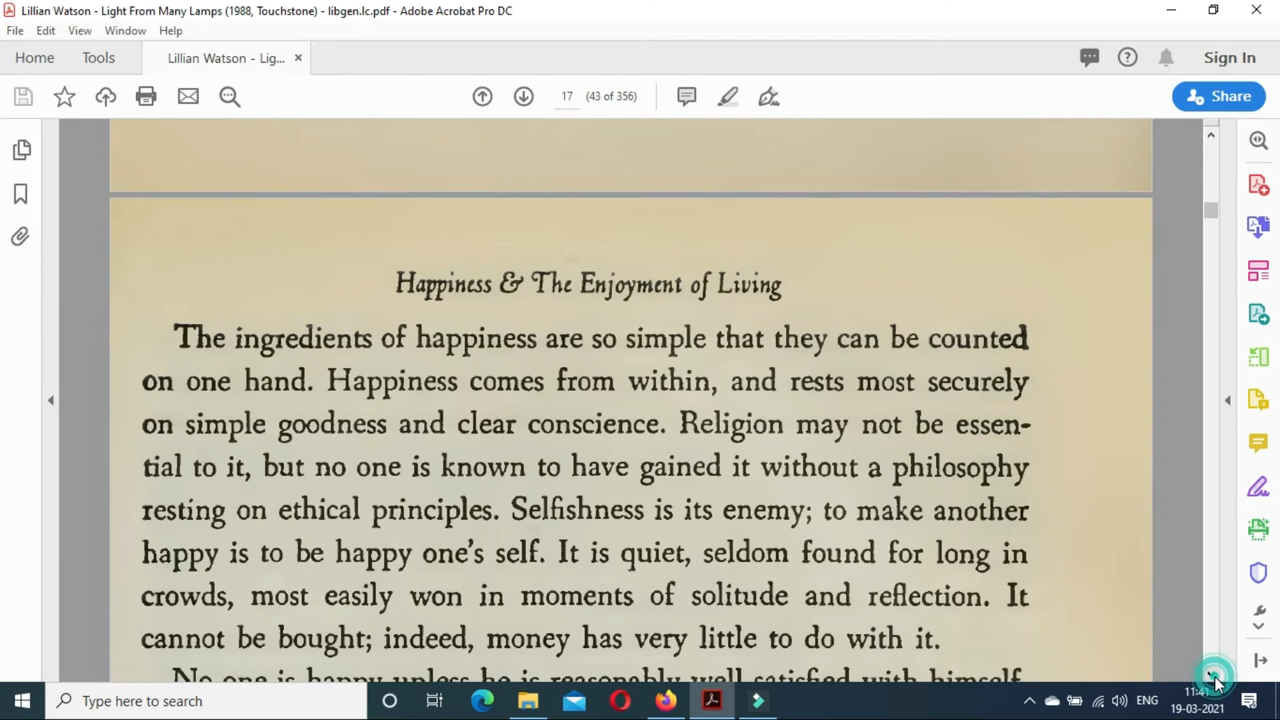 Lillian Watson - Light From Many Lamps (1988, Touchstone) - libgen.lc.pdf - Adobe Acrobat Pro DC
File Edit View Window Help
Home Tools Lillian Watson - Lig... × Sign In
17 (43 of 356) Share
Happiness & The Enjoyment of Living
The ingredients of happiness are so simple that they can be counted
on one hand. Happiness comes from within, and rests most securely
on simple goodness and clear conscience. Religion may not be essen-
tial to it, but no one is known to have gained it without a philosophy
resting on ethical principles. Selfishness is its enemy; to make another
happy is to be happy one's self. It is quiet, seldom found for long in
crowds, most easily won in moments of solitude and reflection. It
cannot be bought; indeed, money has very little to do with it.
No one is happy unless he is reasonably well satisfied with himself,
Type here to search
ENG
11:41
19-03-2021